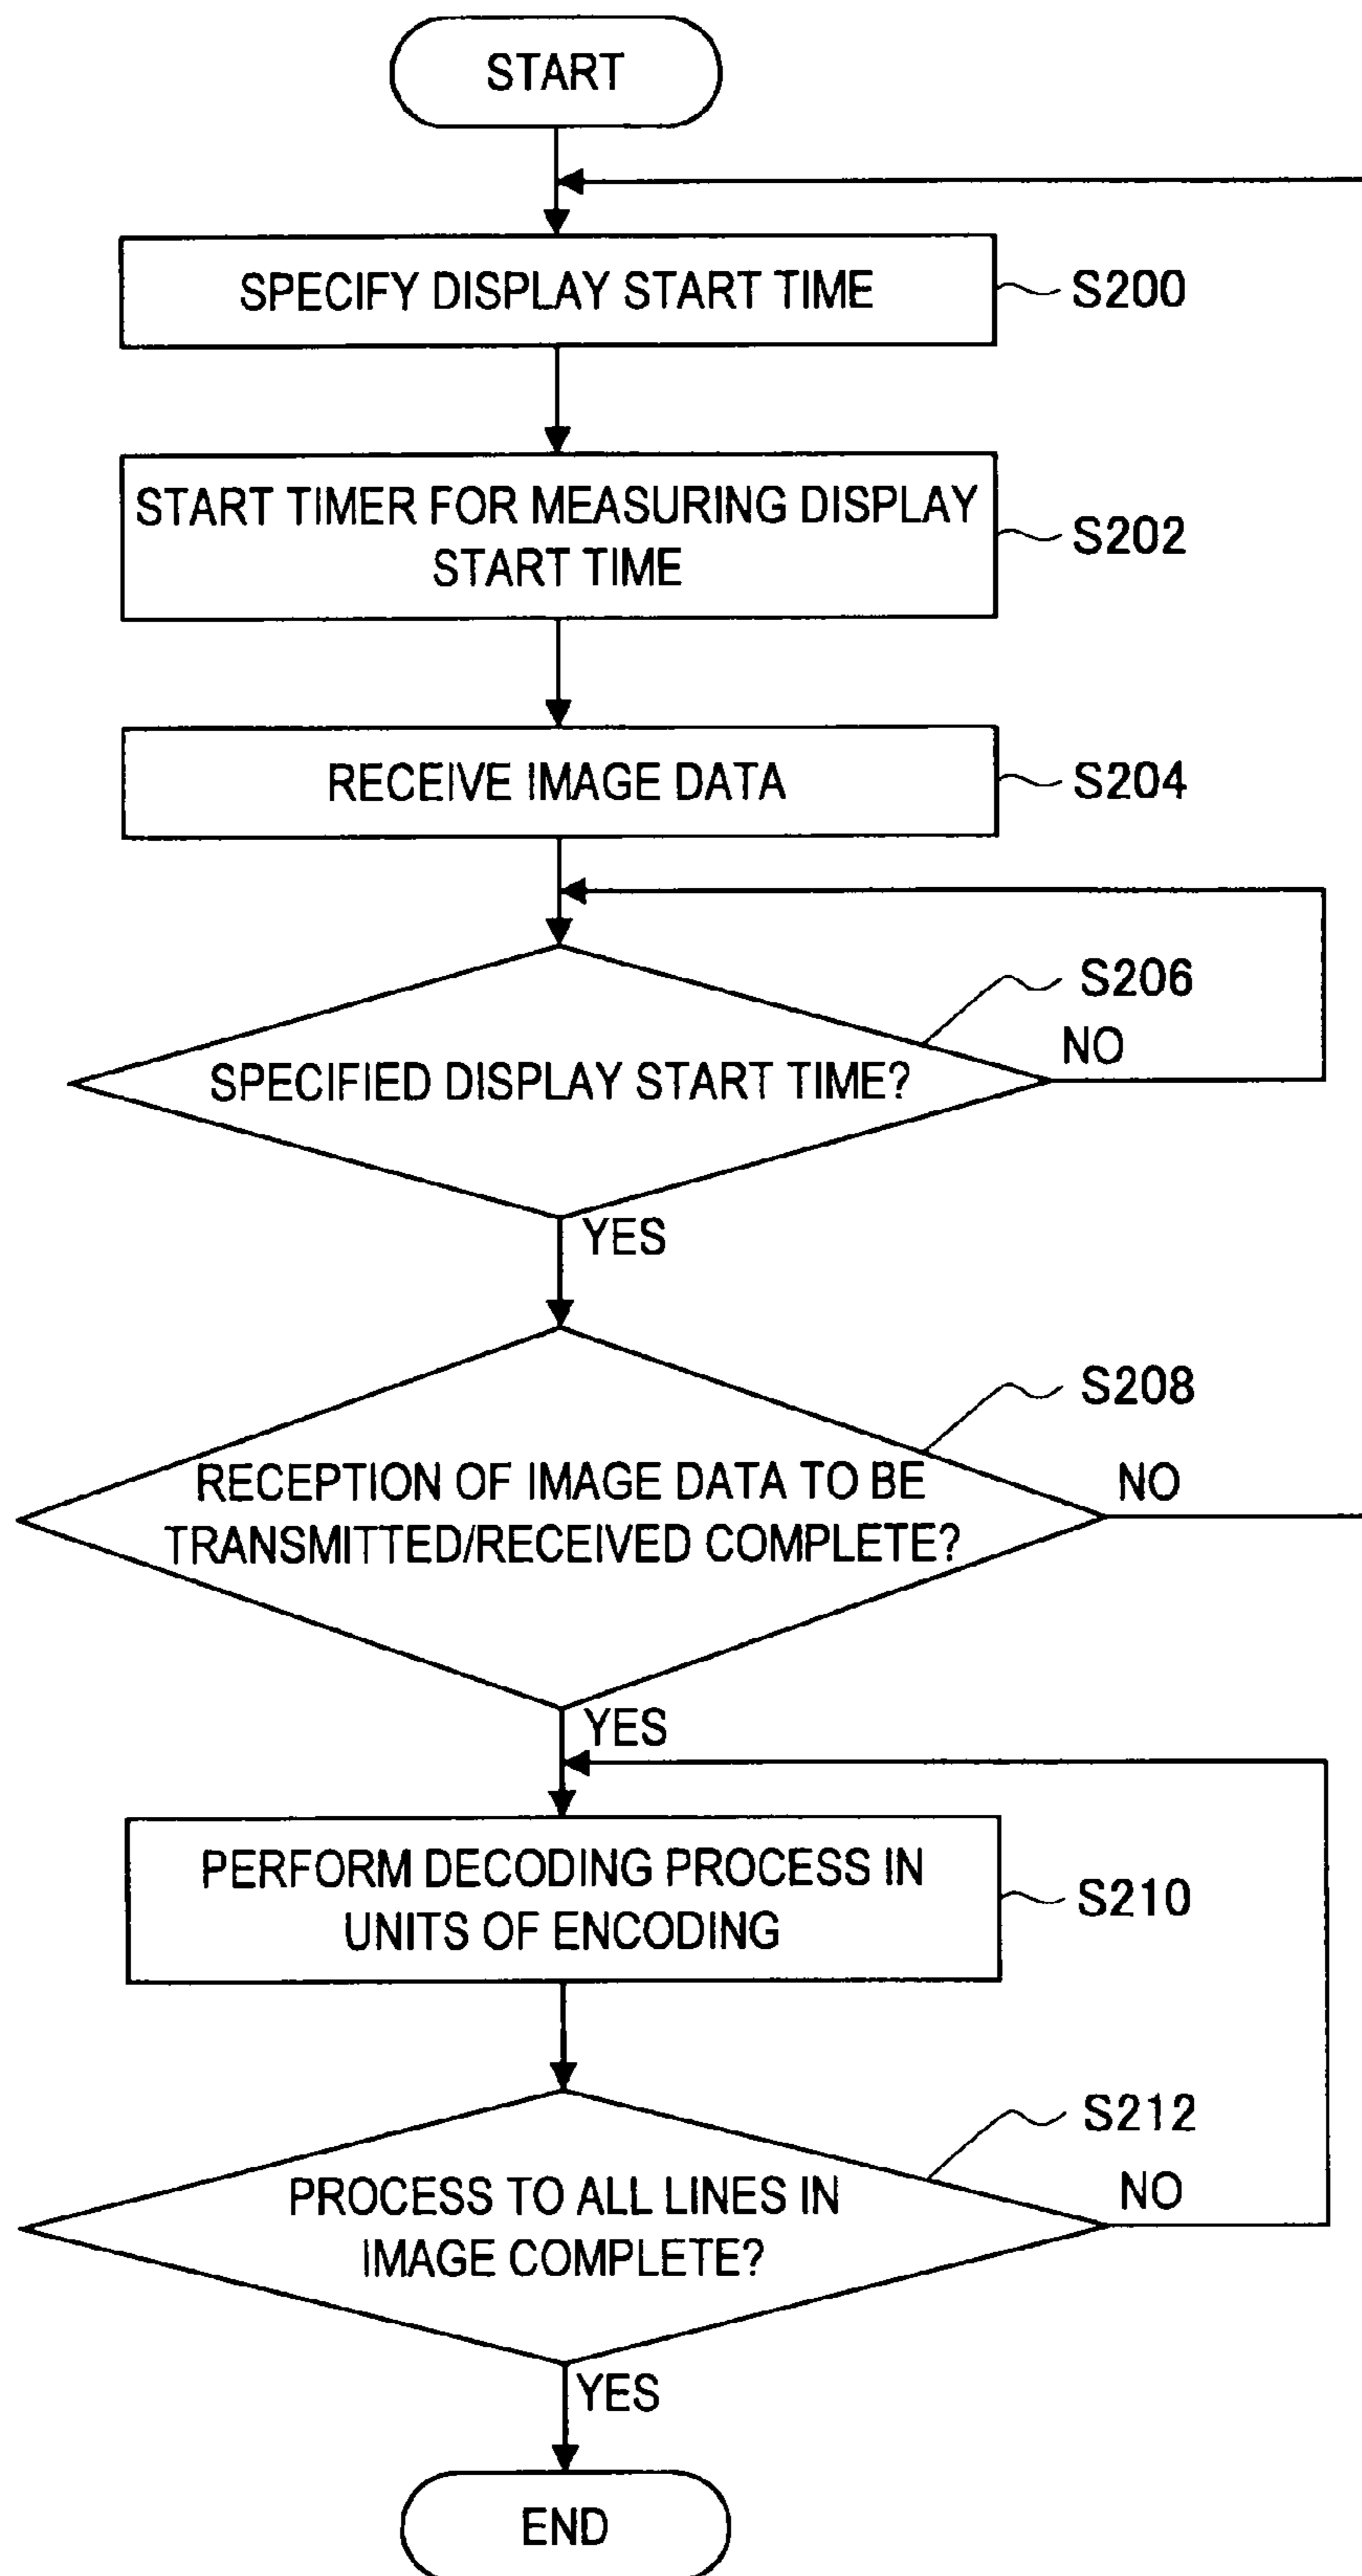 START
SPECIFY DISPLAY START TIME
S200
START TIMER FOR MEASURING DISPLAY
START TIME
S202
RECEIVE IMAGE DATA
S204
S206
NO
SPECIFIED DISPLAY START TIME?
YES
S208
RECEPTION OF IMAGE DATA TO BE
NO
TRANSMITTED/RECEIVED COMPLETE?
YES
PERFORM DECODING PROCESS IN
UNITS OF ENCODING
S210
S212
PROCESS TO ALL LINES IN
NO
IMAGE COMPLETE?
YES
END